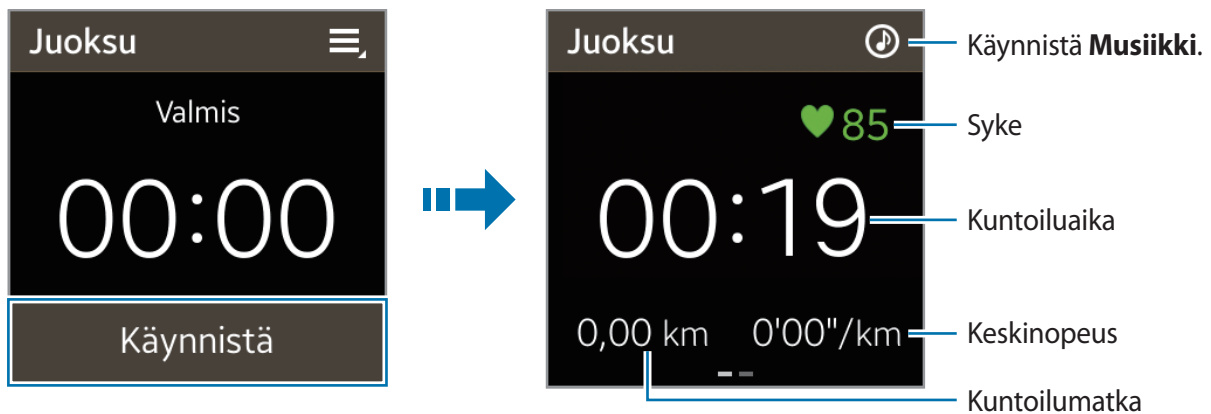 Juoksu
Valmis
00:00
Käynnistä
Juoksu
85
00:19
0,00 km 0'00"/km
Käynnistä Musiikki.
Syke
Kuntoiluaika
Keskinopeus
Kuntoilumatka